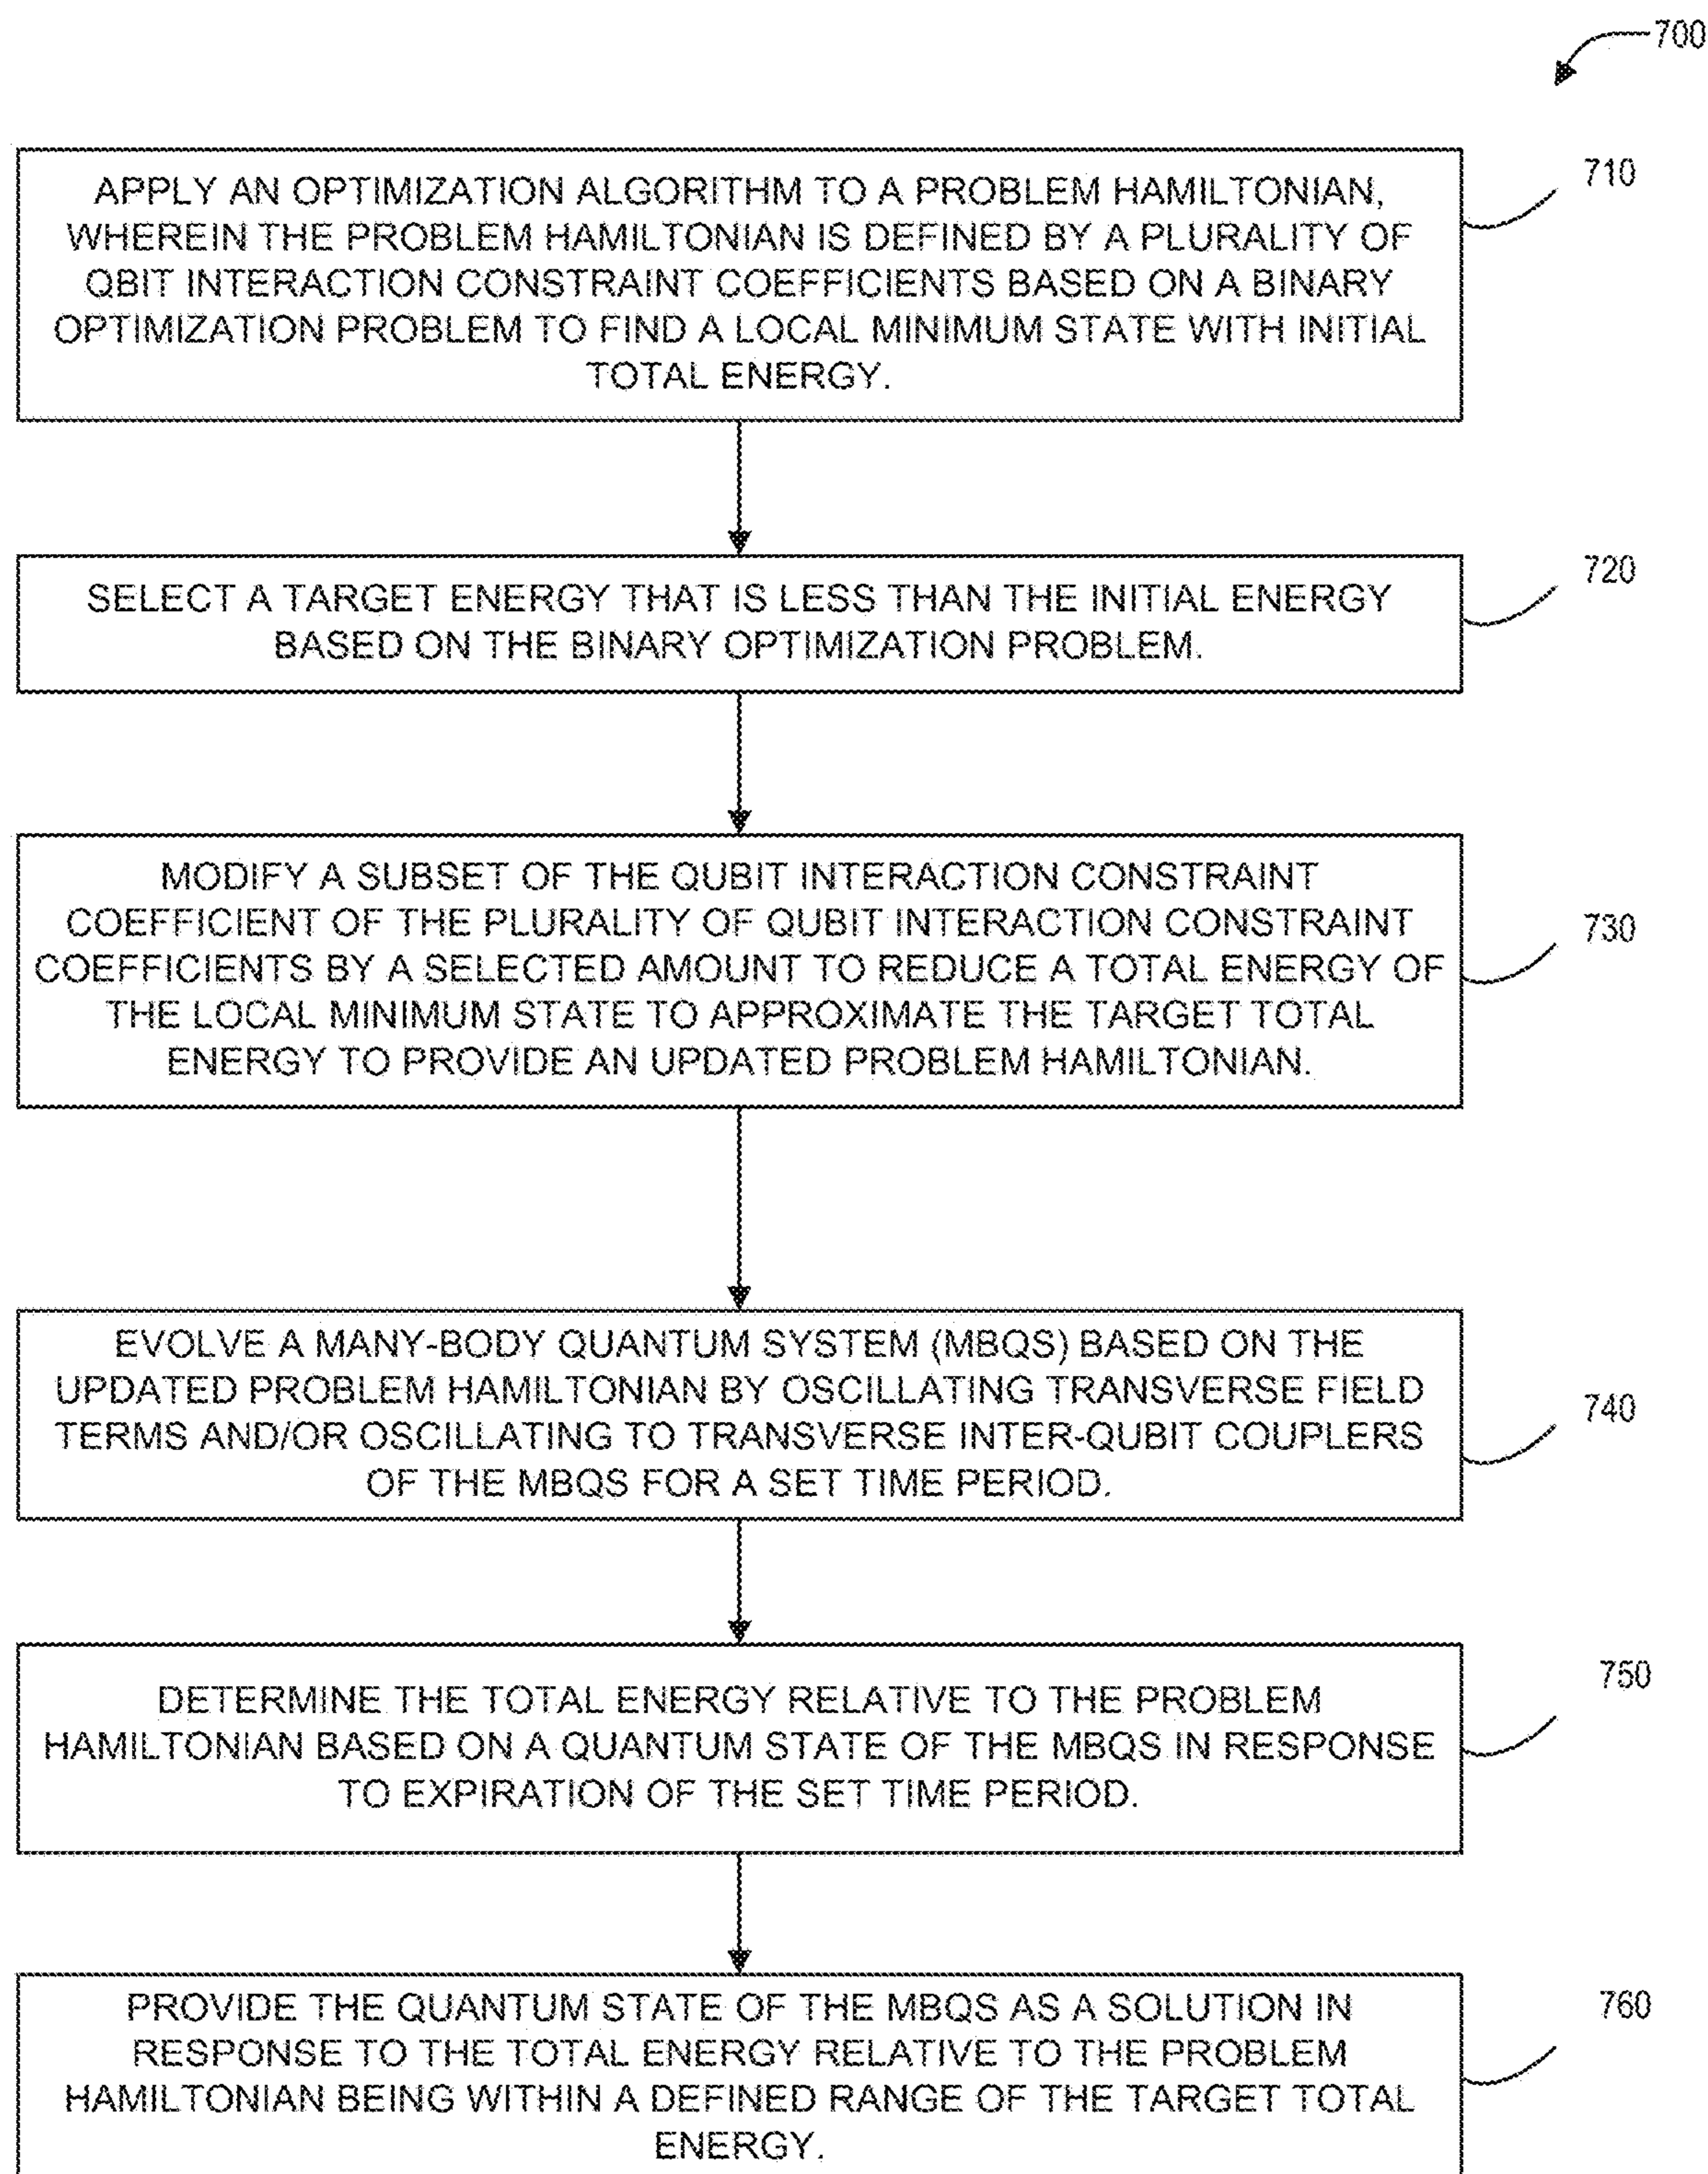 700
APPLY AN OPTIMIZATION ALGORITHM TO A PROBLEM HAMILTONIAN,
WHEREIN THE PROBLEM HAMILTONIAN IS DEFINED BY A PLURALITY OF
QBIT INTERACTION CONSTRAINT COEFFICIENTS BASED ON A BINARY
OPTIMIZATION PROBLEM TO FIND A LOCAL MINIMUM STATE WITH INITIAL
TOTAL ENERGY.
710
SELECT A TARGET ENERGY THAT IS LESS THAN THE INITIAL ENERGY
BASED ON THE BINARY OPTIMIZATION PROBLEM.
720
MODIFY A SUBSET OF THE QUBIT INTERACTION CONSTRAINT
COEFFICIENT OF THE PLURALITY OF QUBIT INTERACTION CONSTRAINT
COEFFICIENTS BY A SELECTED AMOUNT TO REDUCE A TOTAL ENERGY OF
THE LOCAL MINIMUM STATE TO APPROXIMATE THE TARGET TOTAL
ENERGY TO PROVIDE AN UPDATED PROBLEM HAMILTONIAN.
730
EVOLVE A MANY-BODY QUANTUM SYSTEM (MBQS) BASED ON THE
UPDATED PROBLEM HAMILTONIAN BY OSCILLATING TRANSVERSE FIELD
TERMS AND/OR OSCILLATING TO TRANSVERSE INTER-QUBIT COUPLERS
OF THE MBQS FOR A SET TIME PERIOD.
740
DETERMINE THE TOTAL ENERGY RELATIVE TO THE PROBLEM
HAMILTONIAN BASED ON A QUANTUM STATE OF THE MBQS IN RESPONSE
TO EXPIRATION OF THE SET TIME PERIOD.
750
PROVIDE THE QUANTUM STATE OF THE MBQS AS A SOLUTION IN
RESPONSE TO THE TOTAL ENERGY RELATIVE TO THE PROBLEM
HAMILTONIAN BEING WITHIN A DEFINED RANGE OF THE TARGET TOTAL
ENERGY.
760